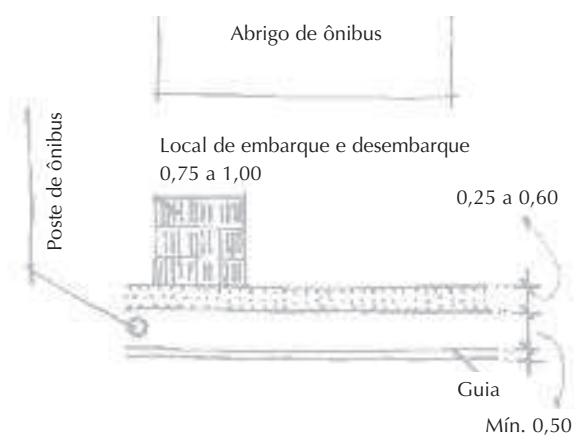 Abrigo de ônibus
Poste de ônibus
Local de embarque e desembarque
0,75 a 1,00
0,25 a 0,60
Guia
Mín. 0,50